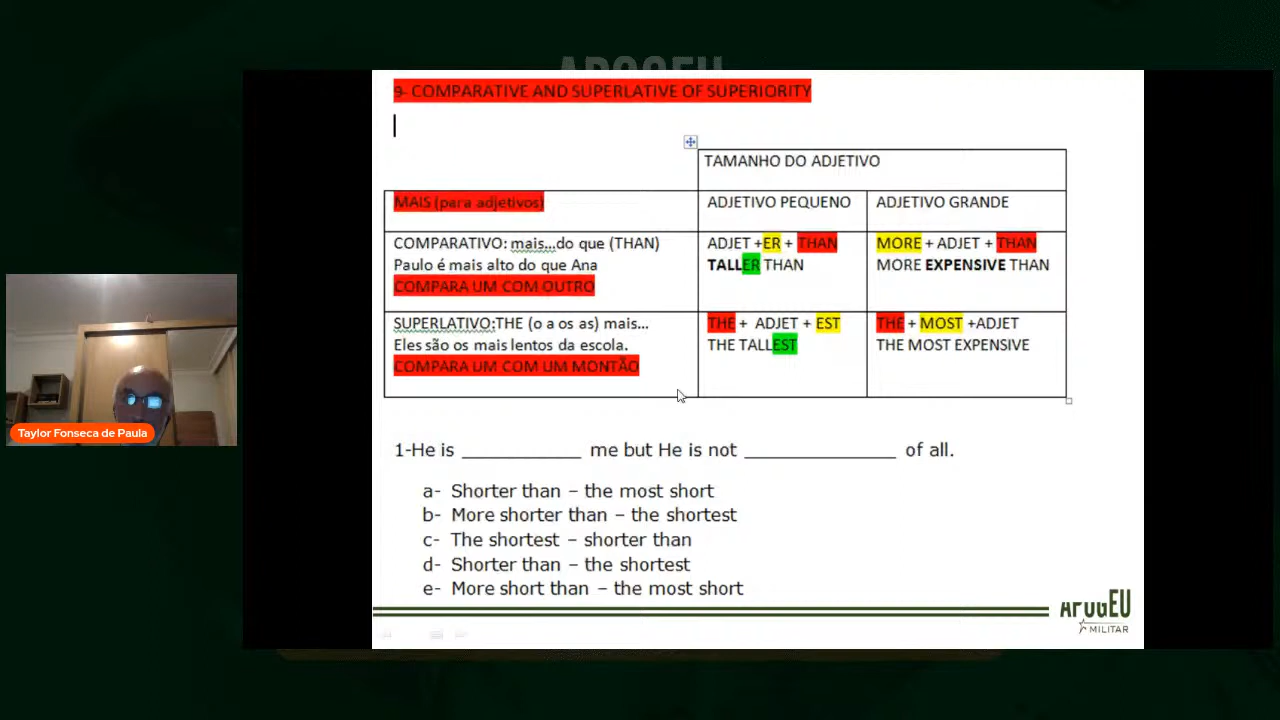 9- COMPARATIVE AND SUPERLATIVE OF SUPERIORITY
TAMANHO DO ADJETIVO
MAIS (para adjetivos)
ADJETIVO PEQUENO
ADJETIVO GRANDE
COMPARATIVO: mais...do que (THAN)
Paulo é mais alto do que Ana
COMPARA UM COM OUTRO
ADJET +ER + THAN
TALLER THAN
MORE + ADJET + THAN
MORE EXPENSIVE THAN
SUPERLATIVO:THE (o a os as) mais...
Eles são os mais lentos da escola.
COMPARA UM COM UM MONTÃO
THE + ADJET + EST
THE TALLEST
THE + MOST +ADJET
THE MOST EXPENSIVE
Taylor Fonseca de Paula
1-He is ____________ me but He is not _______________ of all.
a- Shorter than – the most short
b- More shorter than – the shortest
c- The shortest – shorter than
d- Shorter than – the shortest
e- More short than – the most short
APOGEU
MILITAR